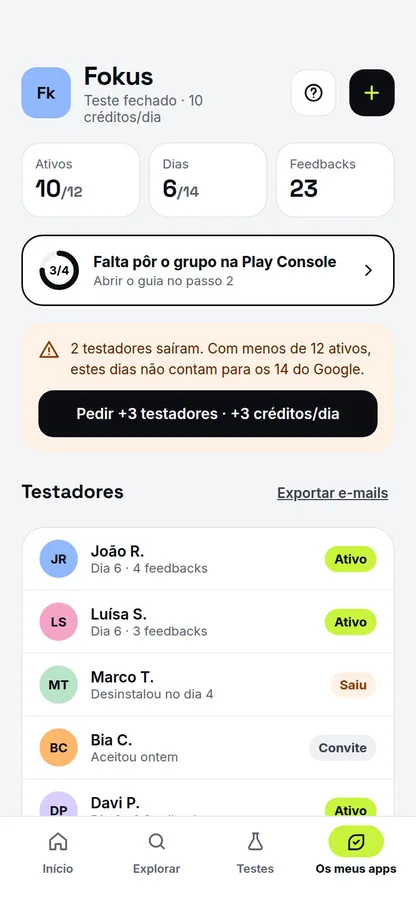 Fk
Fokus
Teste fechado · 10
créditos/dia
Ativos
10/12
Dias
6/14
Feedbacks
23
3/4
Falta pôr o grupo na Play Console
Abrir o guia no passo 2
2 testadores saíram. Com menos de 12 ativos,
estes dias não contam para os 14 do Google.
Pedir +3 testadores · +3 créditos/dia
Testadores
Exportar e-mails
JR
João R.
Dia 6 · 4 feedbacks
Ativo
LS
Luísa S.
Dia 6 · 3 feedbacks
Ativo
MT
Marco T.
Desinstalou no dia 4
Saiu
BC
Bia C.
Aceitou ontem
Convite
DP
Davi P.
Ativo
Início
Explorar
Testes
Os meus apps